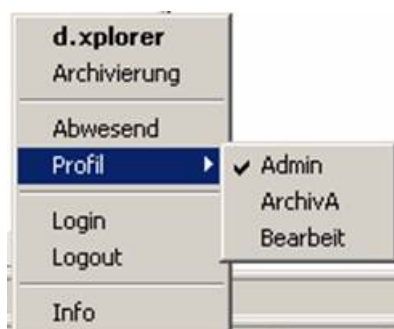 d.xplorer
Archivierung
Abwesend
Profil
Admin
ArchivA
Bearbeit
Login
Logout
Info